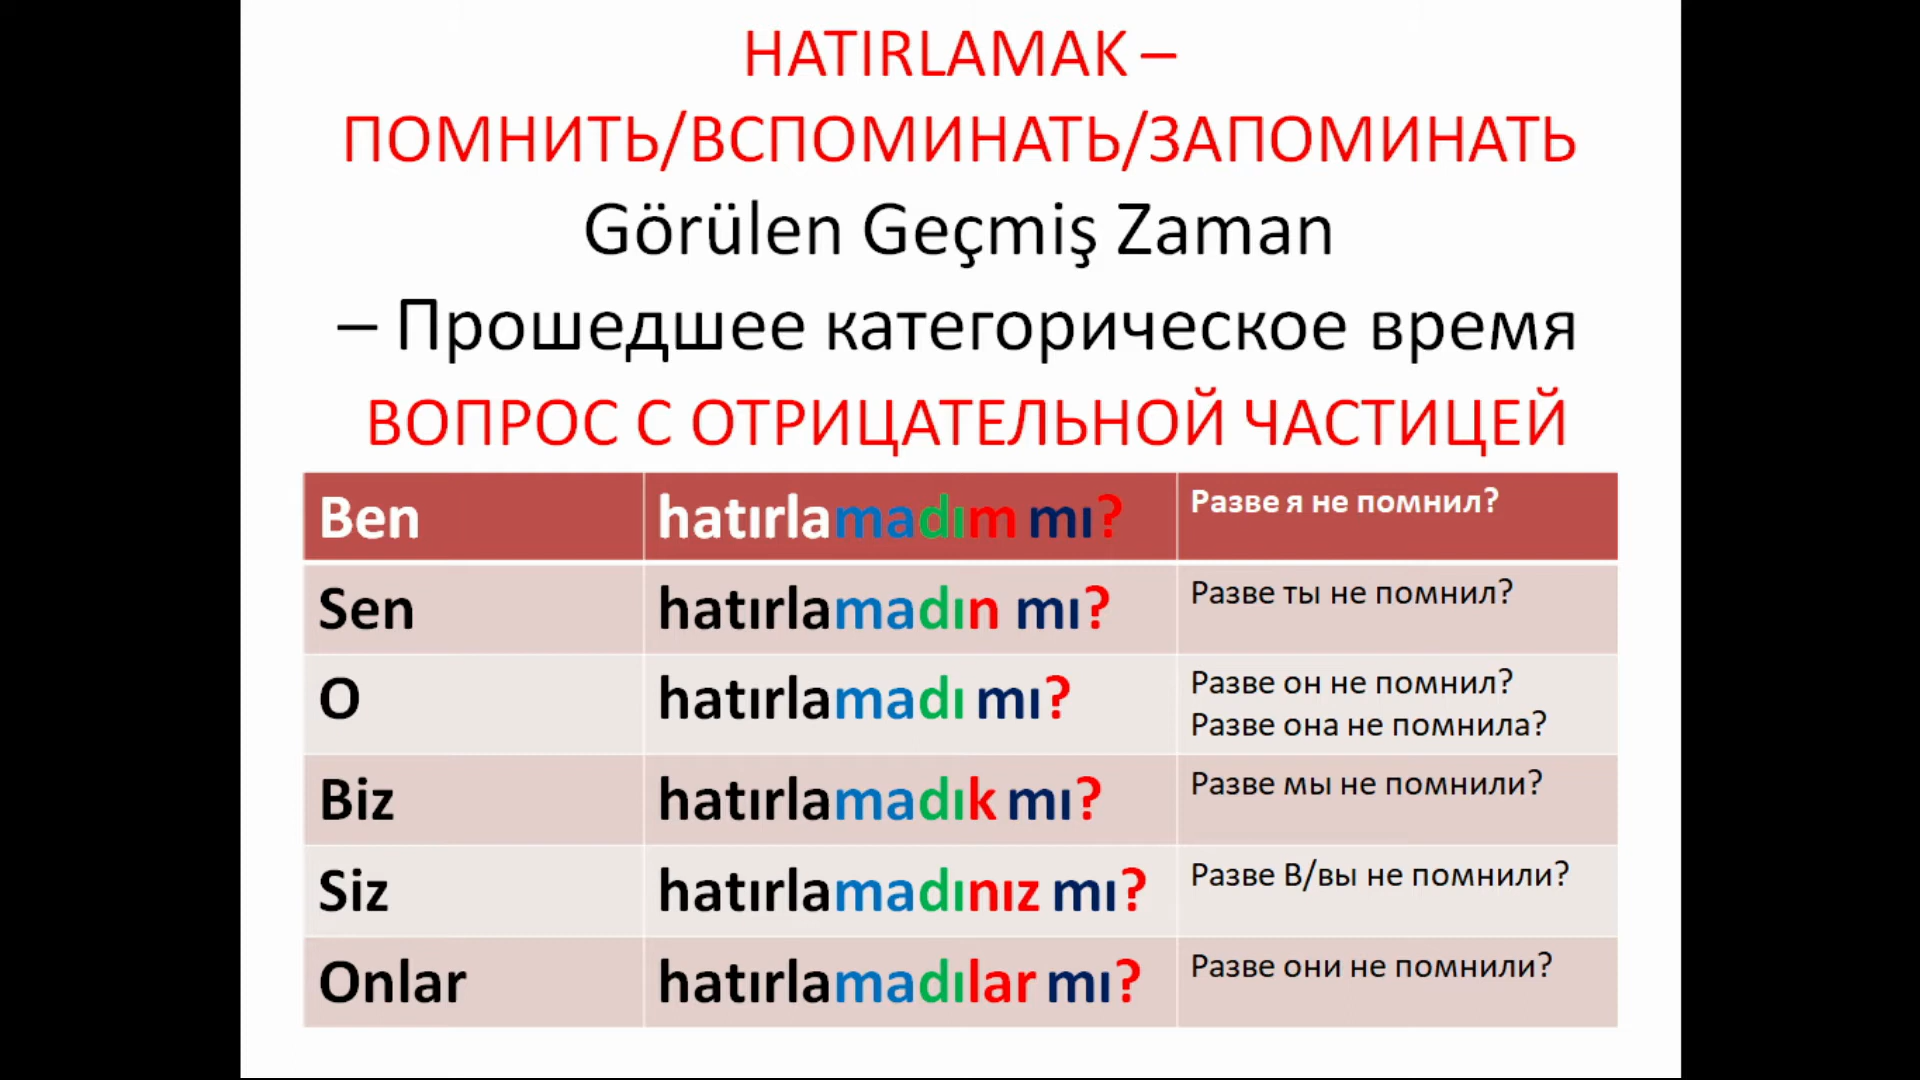 HATIRLAMAK –
ПОМНИТЬ/ВСПОМИНАТЬ/ЗАПОМИНАТЬ
Görülen Geçmiş Zaman
– Прошедшее категорическое время
ВОПРОС С ОТРИЦАТЕЛЬНОЙ ЧАСТИЦЕЙ
Ben hatırlamadım mı? Разве я не помнил?
Sen hatırlamadın mı? Разве ты не помнил?
O hatırlamadı mı? Разве он не помнил?
Разве она не помнила?
Biz hatırlamadık mı? Разве мы не помнили?
Siz hatırlamadınız mı? Разве В/вы не помнили?
Onlar hatırlamadılar mı? Разве они не помнили?